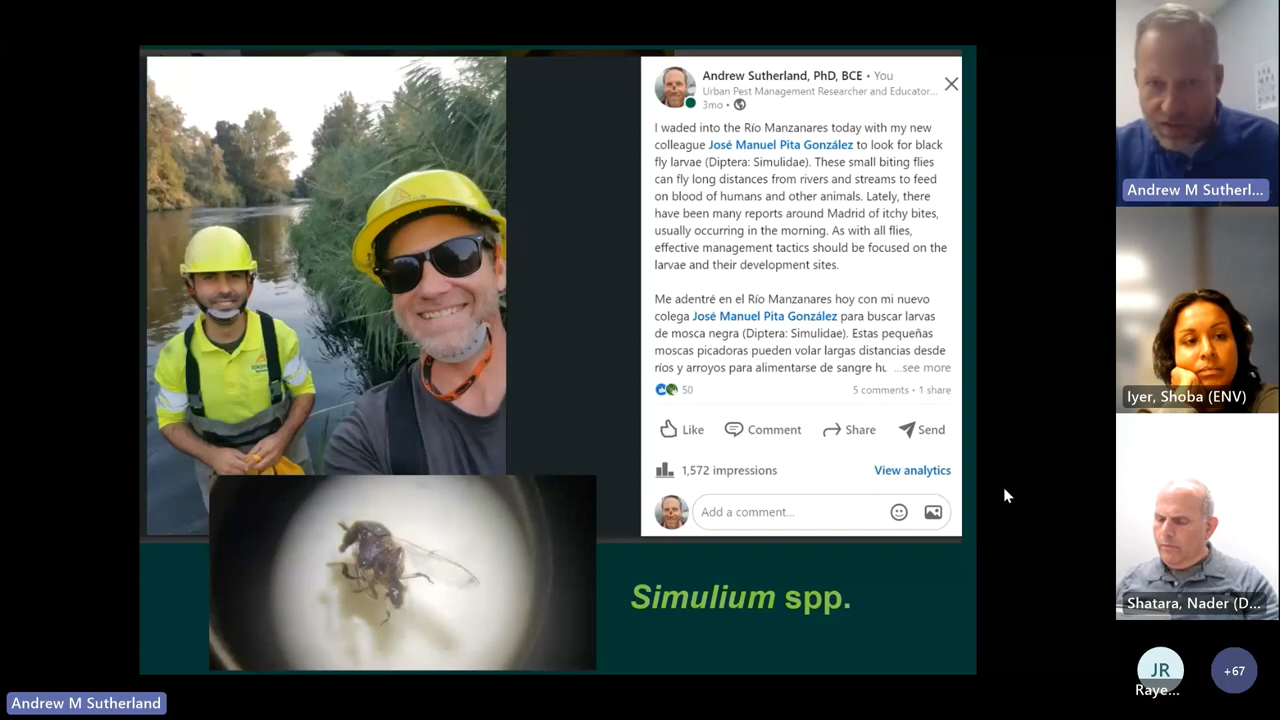 Andrew Sutherland, PhD, BCE • You
Urban Pest Management Researcher and Educator...
3mo •
I waded into the Río Manzanares today with my new
colleague José Manuel Pita González to look for black
fly larvae (Diptera: Simulidae). These small biting flies
can fly long distances from rivers and streams to feed
on blood of humans and other animals. Lately, there
have been many reports around Madrid of itchy bites,
usually occurring in the morning. As with all flies,
effective management tactics should be focused on the
larvae and their development sites.
Me adentré en el Río Manzanares hoy con mi nuevo
colega José Manuel Pita González para buscar larvas
de mosca negra (Diptera: Simulidae). Estas pequeñas
moscas picadoras pueden volar largas distancias desde
ríos y arroyos para alimentarse de sangre hu ...see more
50 5 comments • 1 share
Like Comment Share Send
1,572 impressions View analytics
Add a comment...
Simulium spp.
Andrew M Sutherl...
Iyer, Shoba (ENV)
Shatara, Nader (D...
JR +67
Raye...
Andrew M Sutherland